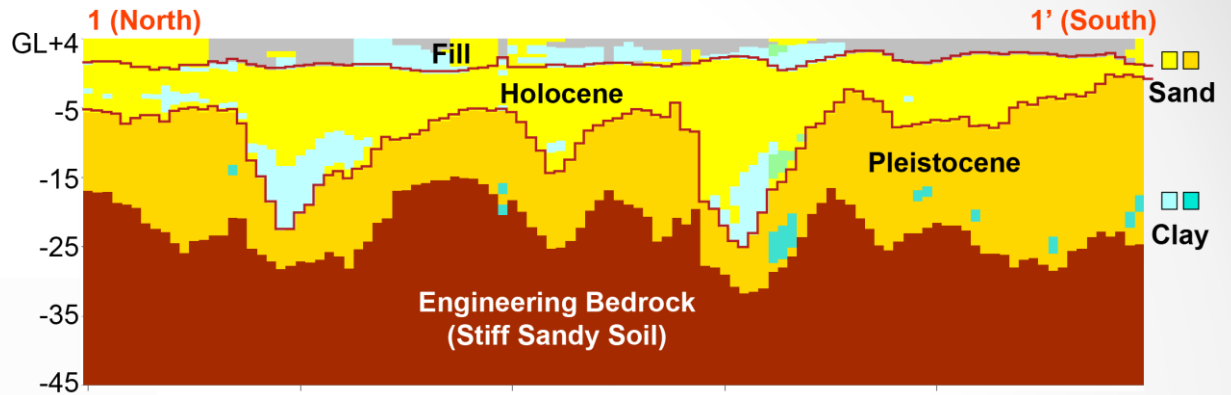 1 (North)
1' (South)
GL+4
Fill
Sand
Holocene
-5
Pleistocene
-15
Clay
-25
Engineering Bedrock
(Stiff Sandy Soil)
-35
-45